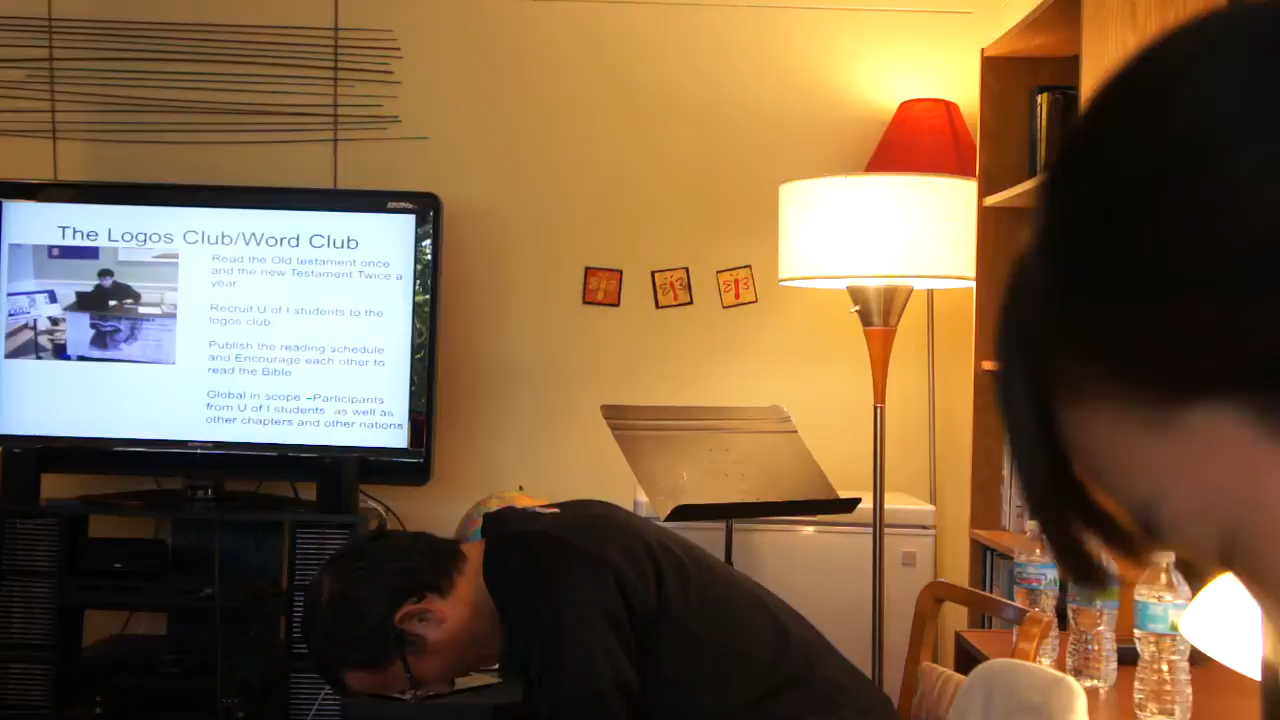 The Logos Club/Word Club
Read the Old testament once
and the new Testament Twice a
year
Recruit U of I students to the
logos club.
Publish the reading schedule
and Encourage each other to
read the Bible
Global in scope –Participants
from U of I students as well as
other chapters and other nations